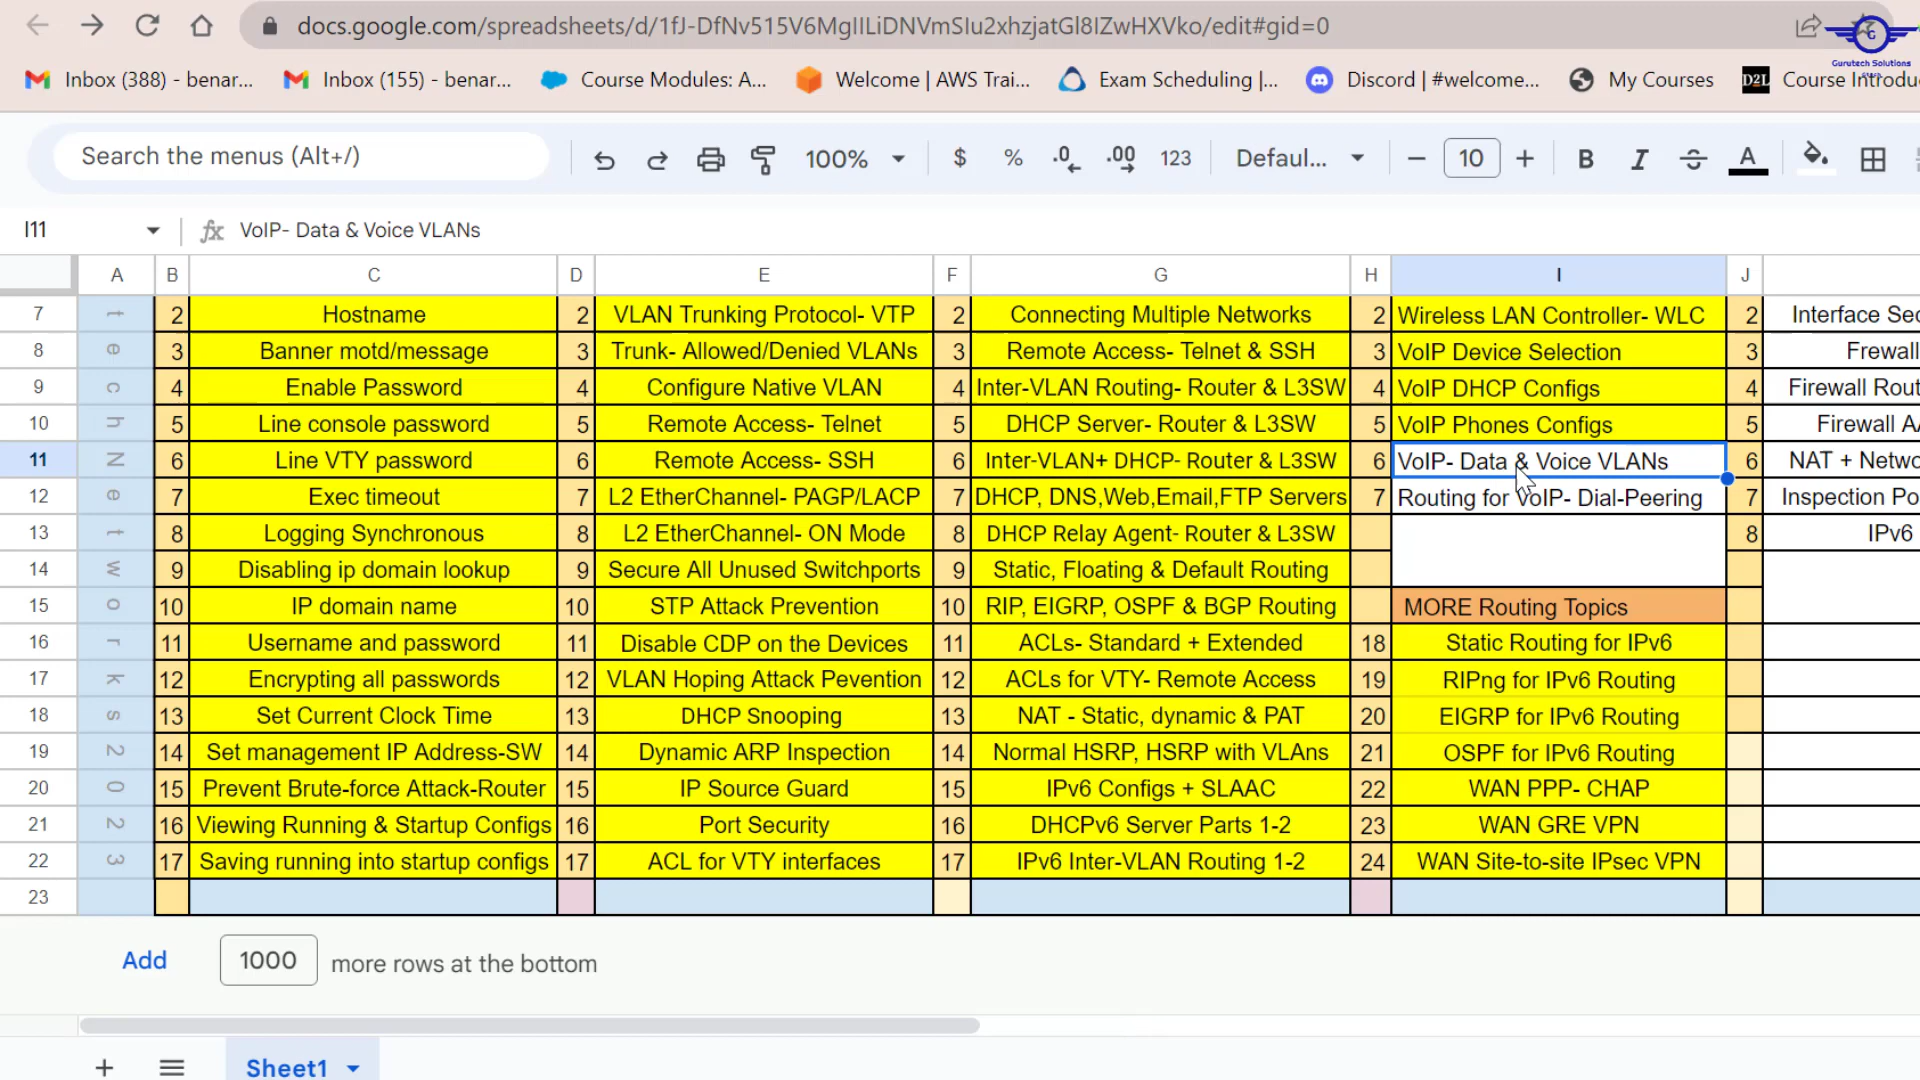 docs.google.com/spreadsheets/d/1fJ-DfNv515V6MgIILiDNVmSIu2xhzjatGl8IZwHXVko/edit#gid=0
G
Gurutech Solutions
Inbox (388) - benar...
Inbox (155) - benar...
Course Modules: A...
Welcome | AWS Trai...
Exam Scheduling |...
Discord | #welcome...
My Courses
D2L
Course Introdu
Search the menus (Alt+/)
100%
$
%
.0
.00
123
Defaul...
10
B
I
S
A
I11
fx
VoIP- Data & Voice VLANs
A B C D E F G H I J
7 t 2 Hostname 2 VLAN Trunking Protocol- VTP 2 Connecting Multiple Networks 2 Wireless LAN Controller- WLC 2 Interface Sec
8 e 3 Banner motd/message 3 Trunk- Allowed/Denied VLANs 3 Remote Access- Telnet & SSH 3 VoIP Device Selection 3 Frewall
9 c 4 Enable Password 4 Configure Native VLAN 4 Inter-VLAN Routing- Router & L3SW 4 VoIP DHCP Configs 4 Firewall Rout
10 h 5 Line console password 5 Remote Access- Telnet 5 DHCP Server- Router & L3SW 5 VoIP Phones Configs 5 Firewall A
11 N 6 Line VTY password 6 Remote Access- SSH 6 Inter-VLAN+ DHCP- Router & L3SW 6 VoIP- Data & Voice VLANs 6 NAT + Netwo
12 e 7 Exec timeout 7 L2 EtherChannel- PAGP/LACP 7 DHCP, DNS,Web,Email,FTP Servers 7 Routing for VoIP- Dial-Peering 7 Inspection Po
13 t 8 Logging Synchronous 8 L2 EtherChannel- ON Mode 8 DHCP Relay Agent- Router & L3SW 8 IPv6
14 w 9 Disabling ip domain lookup 9 Secure All Unused Switchports 9 Static, Floating & Default Routing
15 o 10 IP domain name 10 STP Attack Prevention 10 RIP, EIGRP, OSPF & BGP Routing MORE Routing Topics
16 r 11 Username and password 11 Disable CDP on the Devices 11 ACLs- Standard + Extended 18 Static Routing for IPv6
17 k 12 Encrypting all passwords 12 VLAN Hoping Attack Pevention 12 ACLs for VTY- Remote Access 19 RIPng for IPv6 Routing
18 s 13 Set Current Clock Time 13 DHCP Snooping 13 NAT - Static, dynamic & PAT 20 EIGRP for IPv6 Routing
19 2 14 Set management IP Address-SW 14 Dynamic ARP Inspection 14 Normal HSRP, HSRP with VLAns 21 OSPF for IPv6 Routing
20 0 15 Prevent Brute-force Attack-Router 15 IP Source Guard 15 IPv6 Configs + SLAAC 22 WAN PPP- CHAP
21 2 16 Viewing Running & Startup Configs 16 Port Security 16 DHCPv6 Server Parts 1-2 23 WAN GRE VPN
22 3 17 Saving running into startup configs 17 ACL for VTY interfaces 17 IPv6 Inter-VLAN Routing 1-2 24 WAN Site-to-site IPsec VPN
23
Add 1000 more rows at the bottom
Sheet1